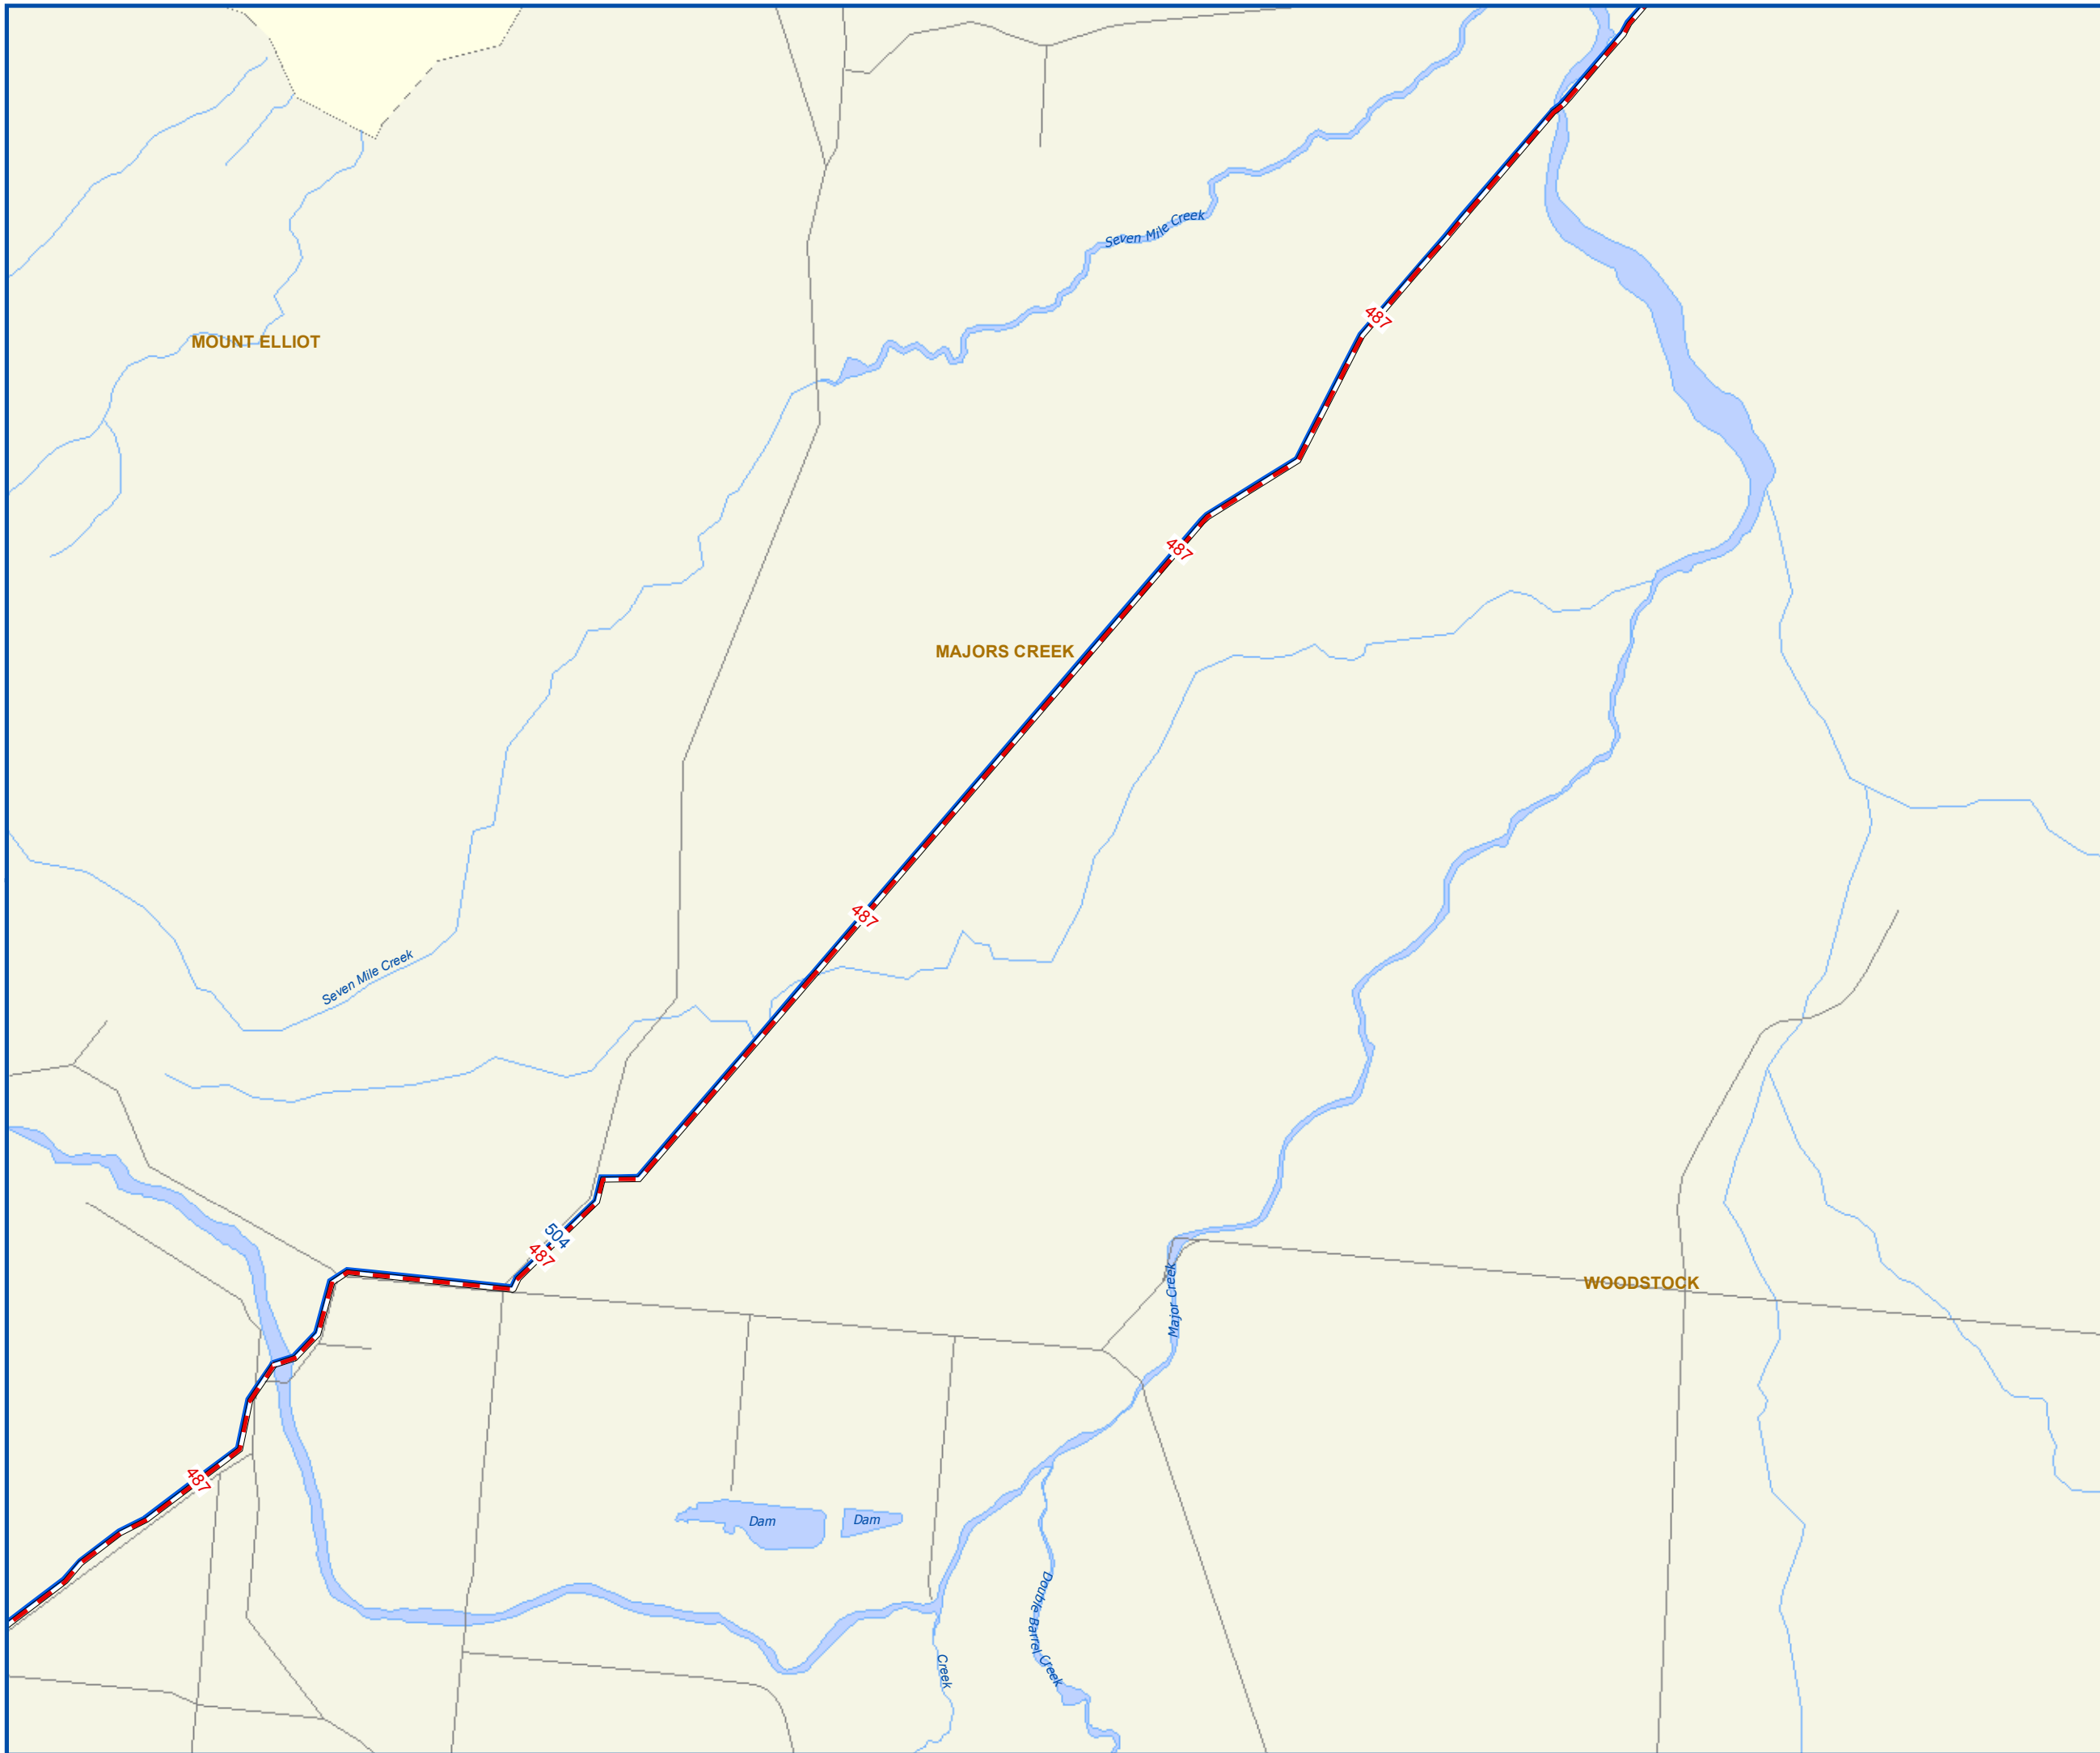 Seven Mile Creek
487
MOUNT ELLIOT
487
MAJORS CREEK
487
Seven Mile Creek
504
487
Major Creek
WOODSTOCK
487
Dam
Dam
Double Barrel Creek
Creek